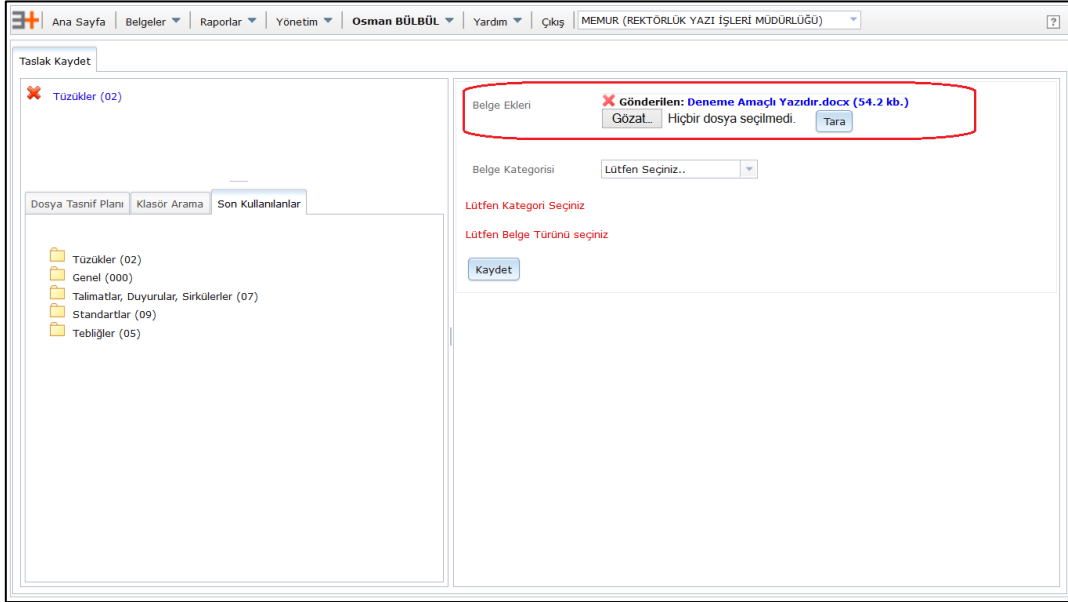 Ana Sayfa Belgeler Raporlar Yönetim Osman BÜLBÜL Yardım Çıkış MEMUR (REKTÖRLÜK YAZI İŞLERİ MÜDÜRLÜĞÜ) ?
Taslak Kaydet
Tüzükler (02)
Dosya Tasnif Planı Klasör Arama Son Kullanılanlar
Tüzükler (02)
Genel (000)
Talimatlar, Duyurular, Sirkülerler (07)
Standartlar (09)
Tebliğler (05)
Belge Ekleri
Gönderilen: Deneme Amaçlı Yazıdır.docx (54.2 kb.)
Gözat... Hiçbir dosya seçilmedi. Tara
Belge Kategorisi Lütfen Seçiniz..
Lütfen Kategori Seçiniz
Lütfen Belge Türünü seçiniz
Kaydet